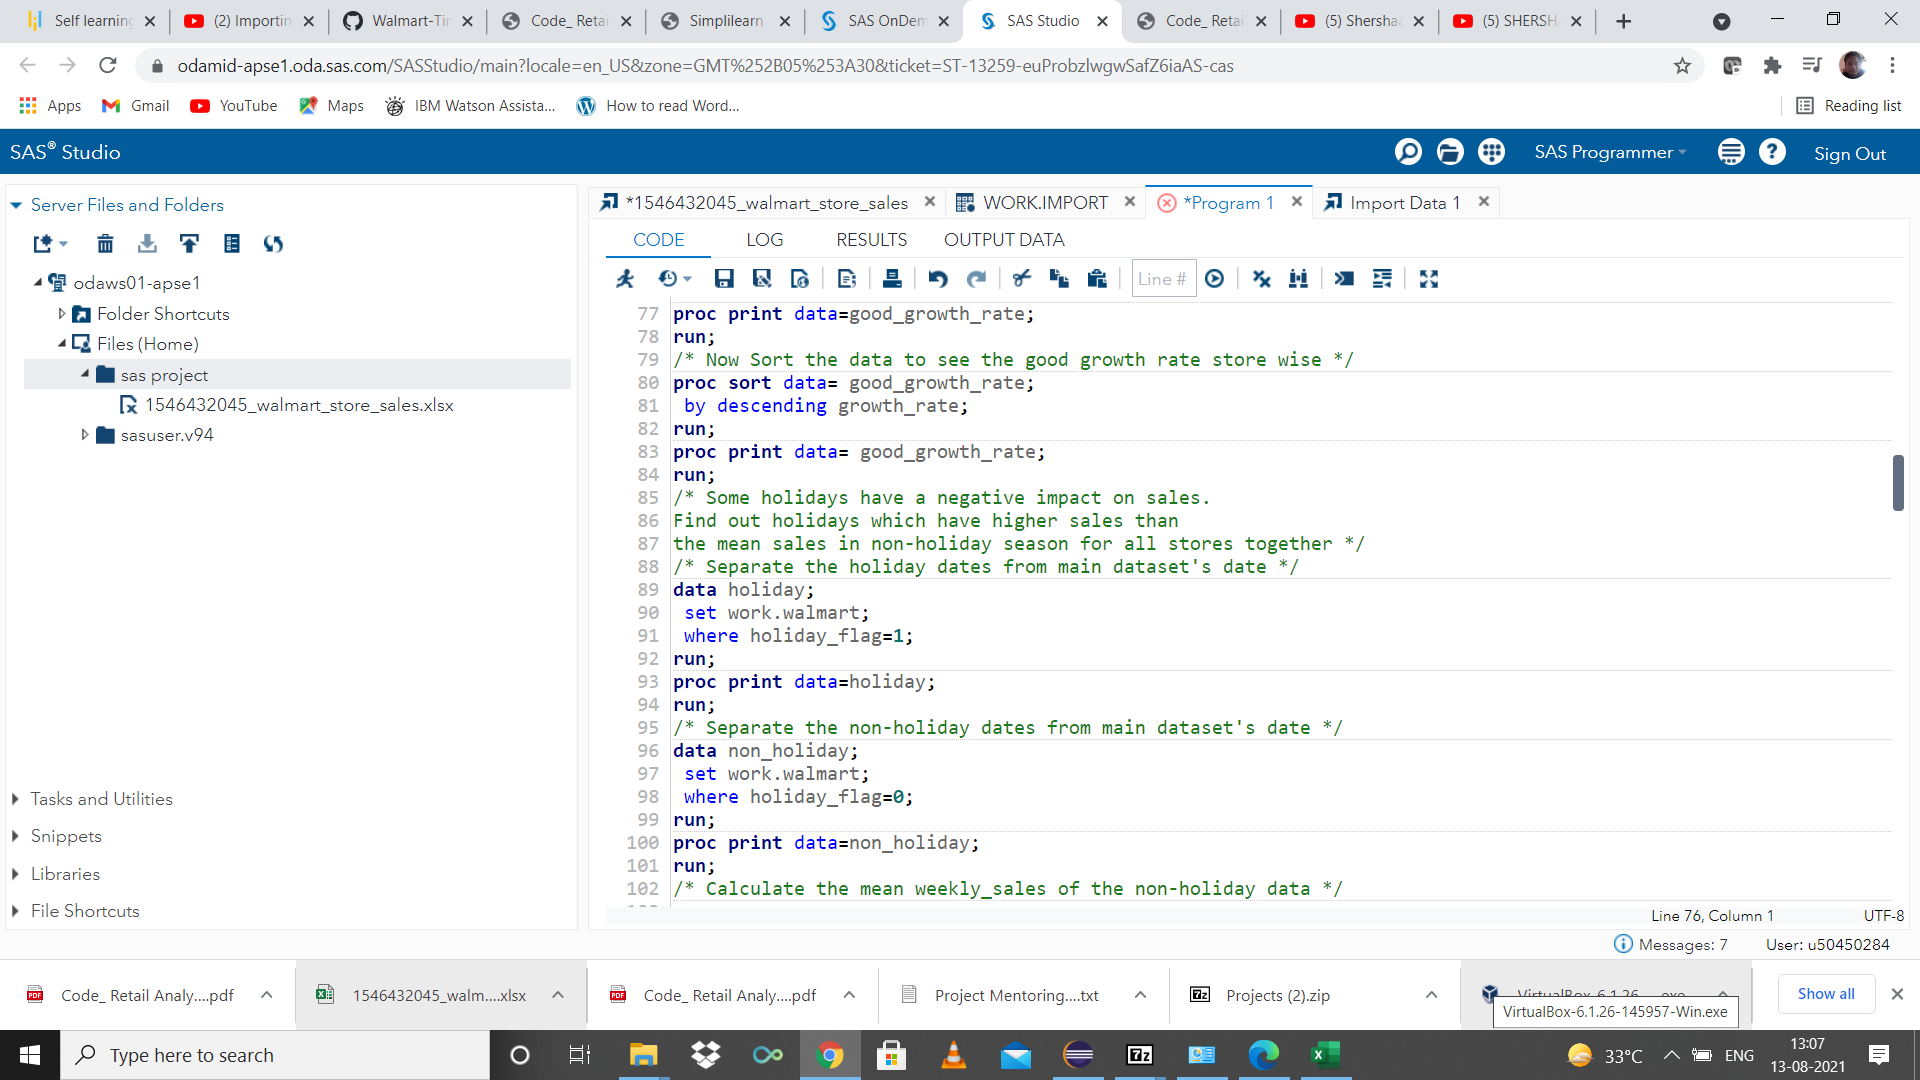 Self learning
(2) Importin
Walmart-Tir
Code_ Retai
Simplilearn
SAS OnDem
SAS Studio
Code_ Retai
(5) Shersha
(5) SHERSH
odamid-apse1.oda.sas.com/SASStudio/main?locale=en_US&zone=GMT%252B05%253A30&ticket=ST-13259-euProbzlwgwSafZ6iaAS-cas
Apps
Gmail
YouTube
Maps
IBM Watson Assista...
How to read Word...
Reading list
SAS® Studio
SAS Programmer
Sign Out
Server Files and Folders
odaws01-apse1
Folder Shortcuts
Files (Home)
sas project
1546432045_walmart_store_sales.xlsx
sasuser.v94
Tasks and Utilities
Snippets
Libraries
File Shortcuts
*1546432045_walmart_store_sales
WORK.IMPORT
*Program 1
Import Data 1
CODE
LOG
RESULTS
OUTPUT DATA
Line #
77 proc print data=good_growth_rate;
78 run;
79 /* Now Sort the data to see the good growth rate store wise */
80 proc sort data= good_growth_rate;
81 by descending growth_rate;
82 run;
83 proc print data= good_growth_rate;
84 run;
85 /* Some holidays have a negative impact on sales.
86 Find out holidays which have higher sales than
87 the mean sales in non-holiday season for all stores together */
88 /* Separate the holiday dates from main dataset's date */
89 data holiday;
90 set work.walmart;
91 where holiday_flag=1;
92 run;
93 proc print data=holiday;
94 run;
95 /* Separate the non-holiday dates from main dataset's date */
96 data non_holiday;
97 set work.walmart;
98 where holiday_flag=0;
99 run;
100 proc print data=non_holiday;
101 run;
102 /* Calculate the mean weekly_sales of the non-holiday data */
Line 76, Column 1
UTF-8
Messages: 7
User: u50450284
Code_ Retail Analy....pdf
1546432045_walm....xlsx
Code_ Retail Analy....pdf
Project Mentoring....txt
Projects (2).zip
VirtualBox-6.1.26-145957-Win.exe
Show all
Type here to search
33°C
ENG
13:07
13-08-2021